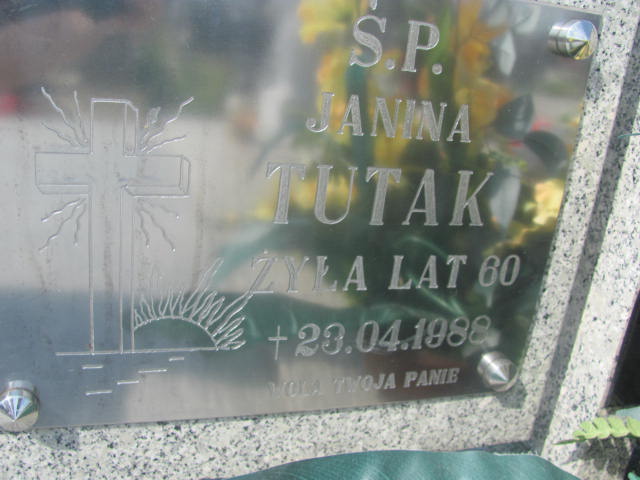 Ś.P.
JANINA
TUTAK
ŻYŁA LAT 60
+ 23.04.1988
WOLA TWOJA PANIE